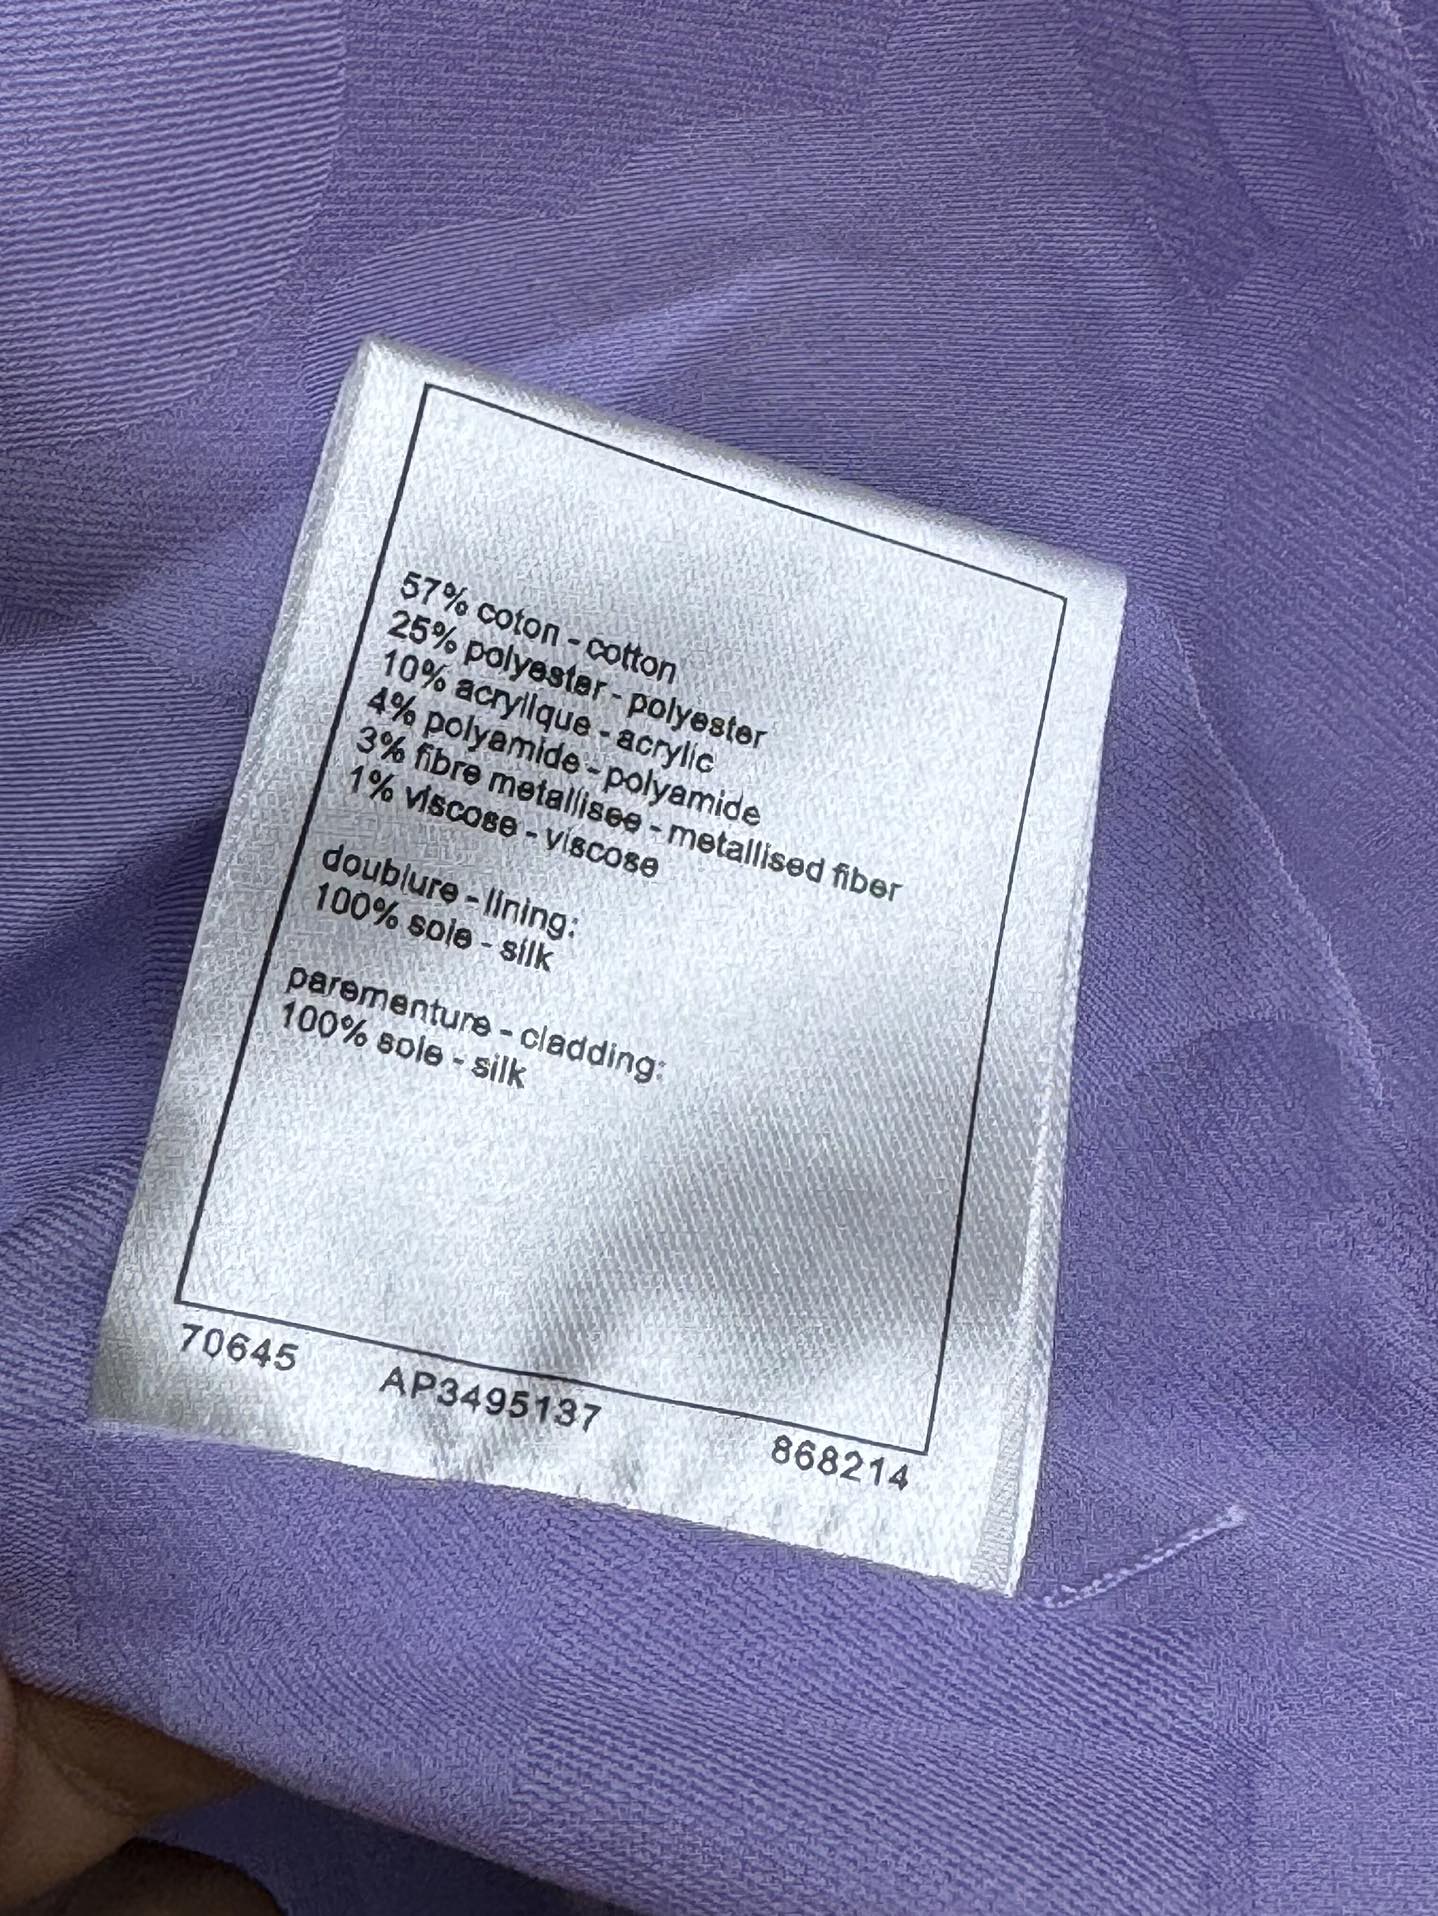 57% coton - cotton
25% polyester - polyester
10% acrylique - acrylic
4% polyamide - polyamide
3% fibre metallisee - metallised fiber
1% viscose - viscose
doublure - lining:
100% soie - silk
parementure - cladding:
100% soie - silk
70645 AP3495137 868214